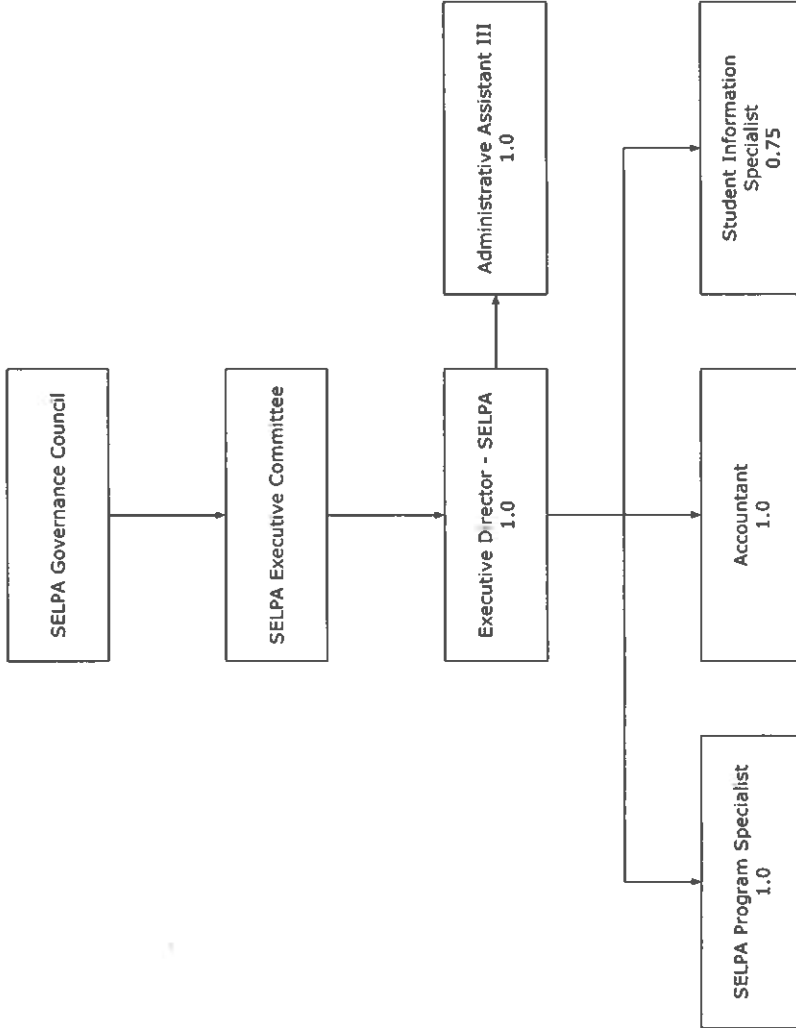 SELPA Governance Council
SELPA Executive Committee
Executive Director - SELPA
1.0
Administrative Assistant III
1.0
SELPA Program Specialist
1.0
Accountant
1.0
Student Information
Specialist
0.75